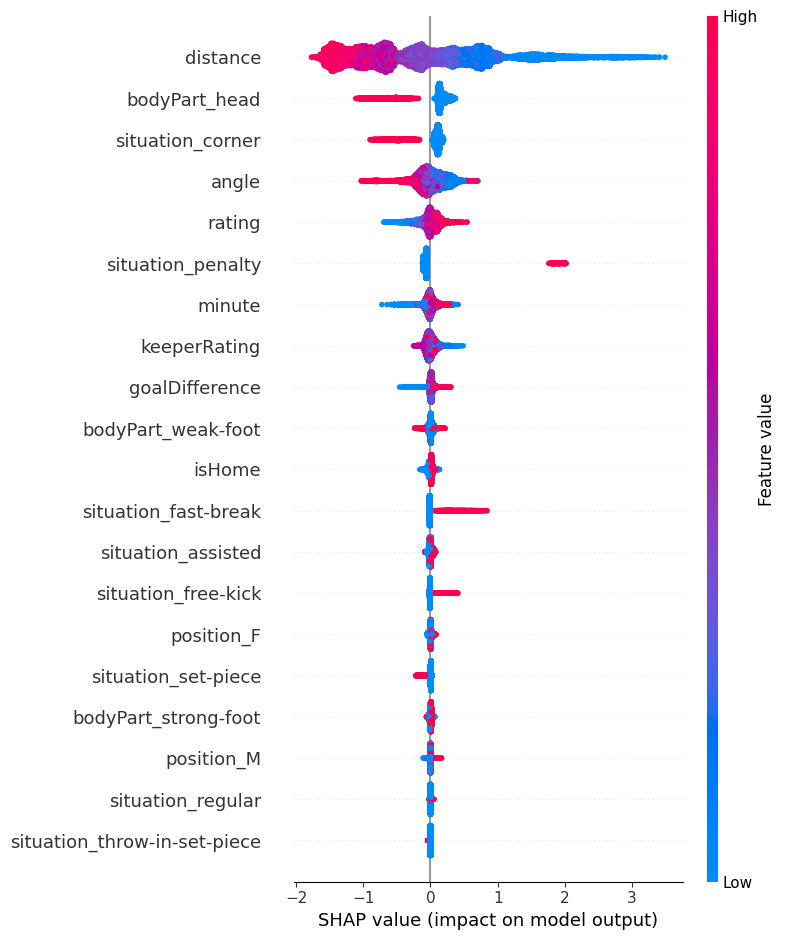 High
distance
bodyPart_head
situation_corner
angle
rating
situation_penalty
minute
keeperRating
goalDifference
bodyPart_weak-foot
isHome
situation_fast-break
situation_assisted
situation_free-kick
position_F
situation_set-piece
bodyPart_strong-foot
position_M
situation_regular
situation_throw-in-set-piece
Feature value
Low
−2 −1 0 1 2 3
SHAP value (impact on model output)